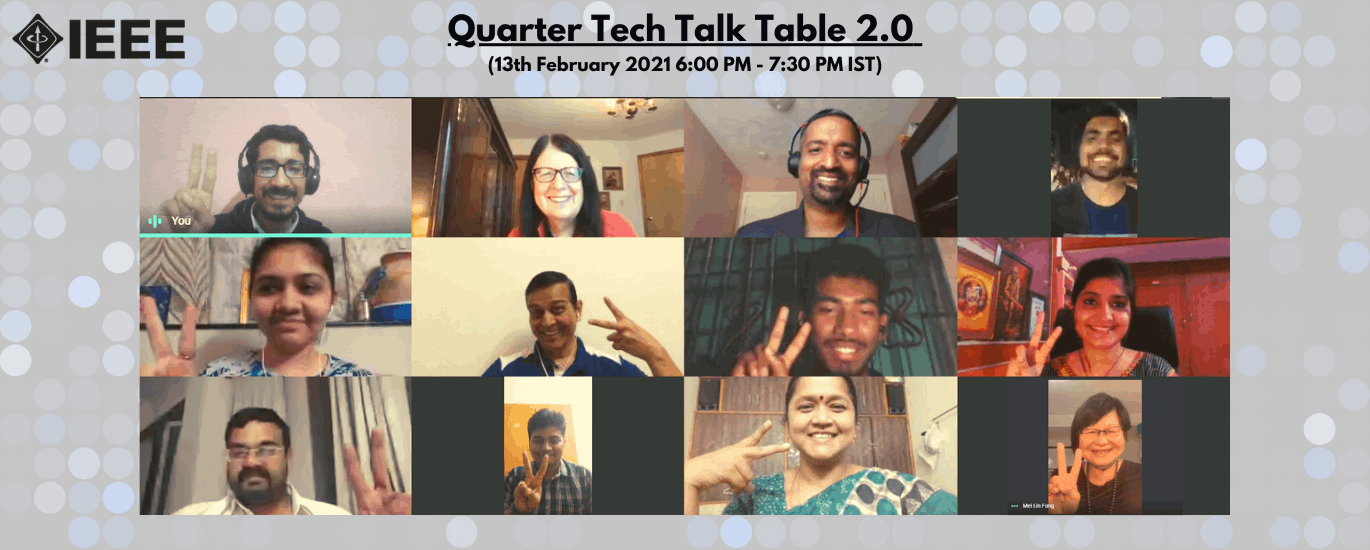 IEEE
Quarter Tech Talk Table 2.0
(13th February 2021 6:00 PM - 7:30 PM IST)
You
Mei Lin Fung